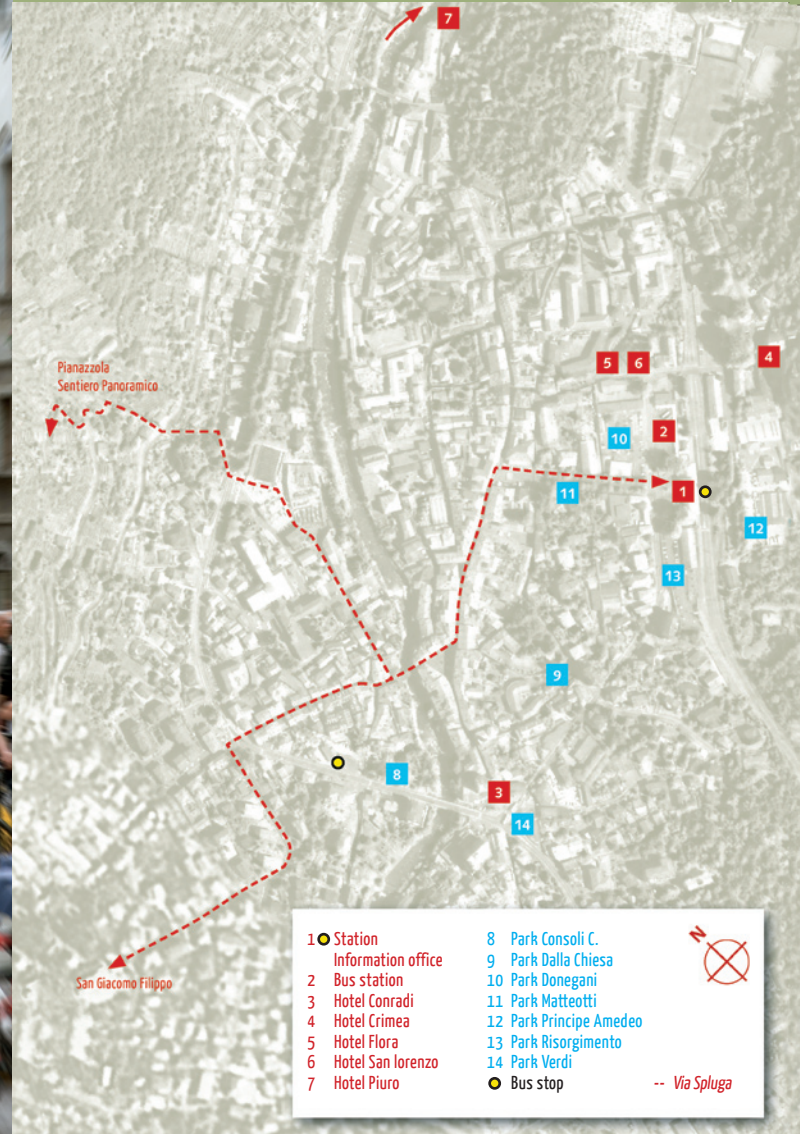 7
Pianazzola
Sentiero Panoramico
5 6
4
10
2
11
1
12
13
9
8
3
14
San Giacomo Filippo
N
1 Station
Information office
2 Bus station
3 Hotel Conradi
4 Hotel Crimea
5 Hotel Flora
6 Hotel San lorenzo
7 Hotel Piuro
8 Park Consoli C.
9 Park Dalla Chiesa
10 Park Donegani
11 Park Matteotti
12 Park Principe Amedeo
13 Park Risorgimento
14 Park Verdi
Bus stop
-- Via Spluga